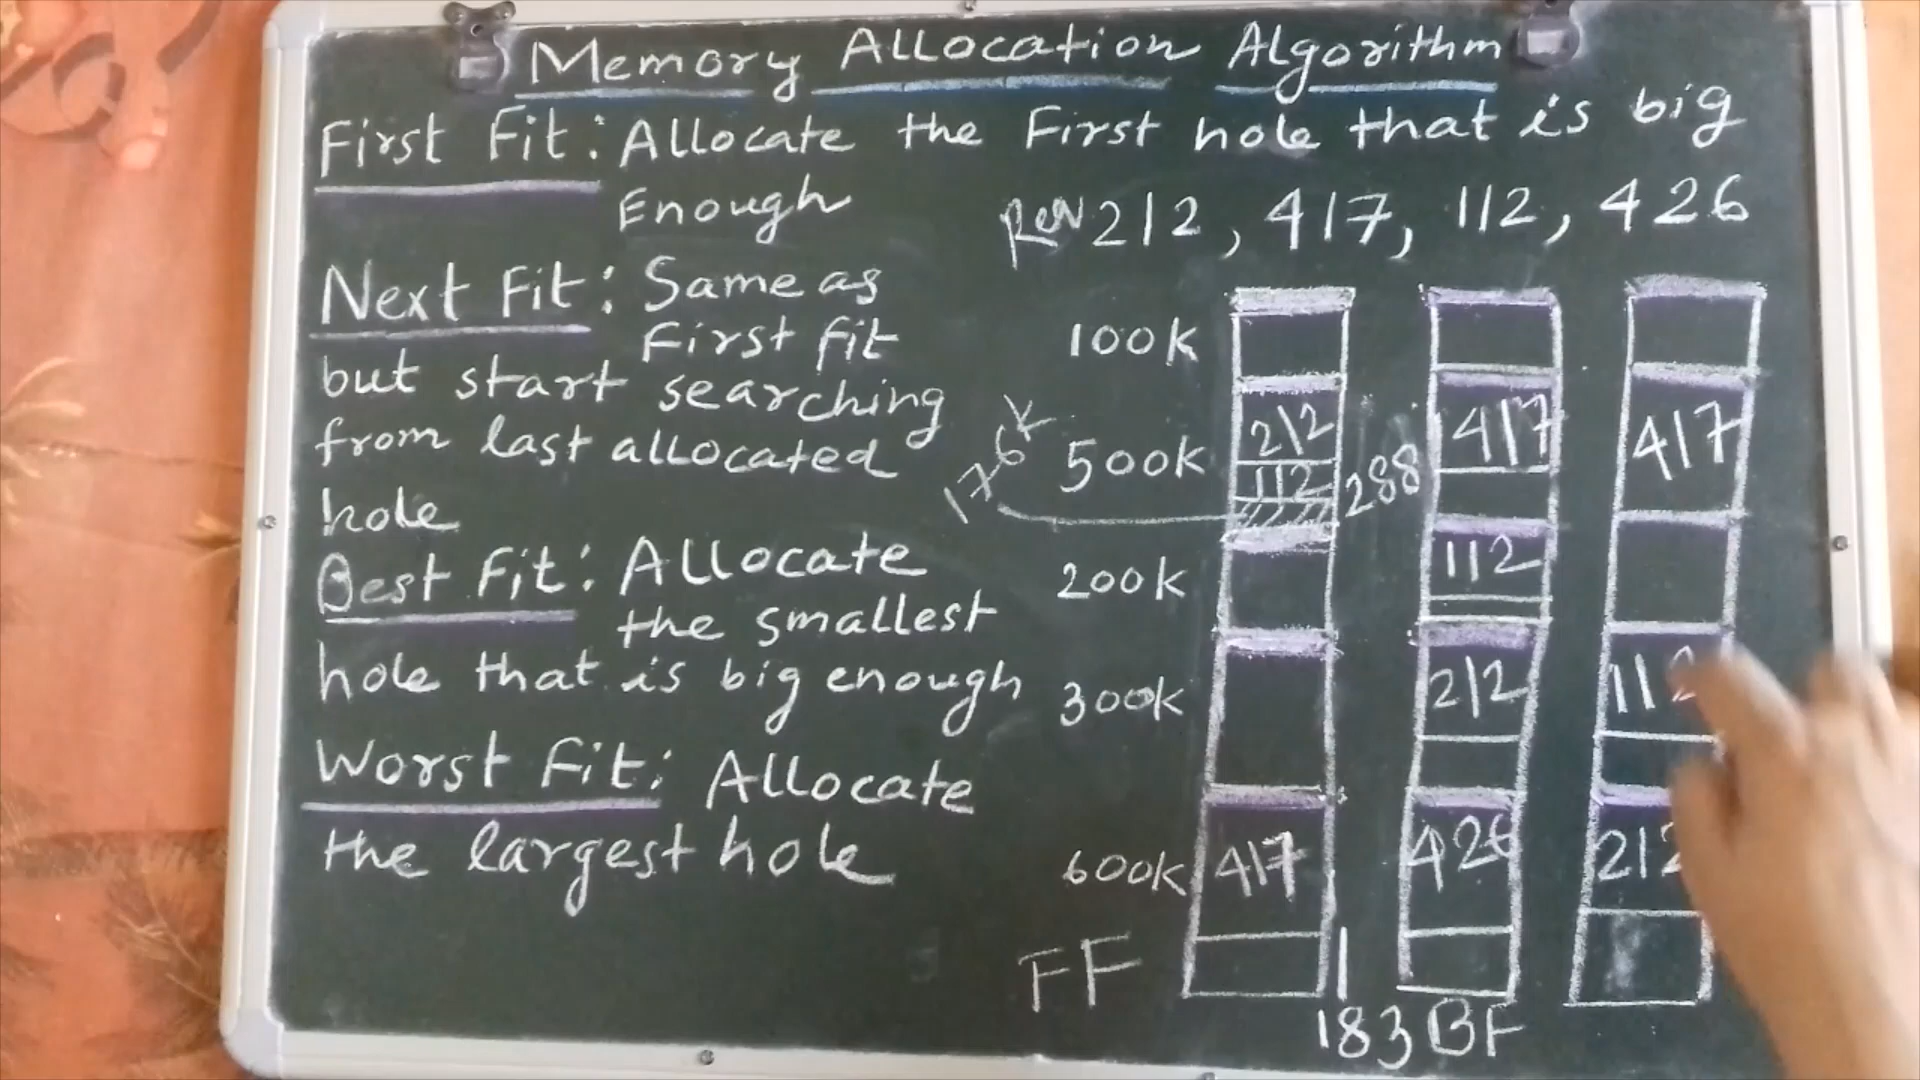 Memory Allocation Algorithm
First Fit: Allocate the First hole that is big
Enough
212, 417, 112, 426
Next Fit: Same as
First fit
but start searching
from last allocated
hole
Best Fit: Allocate
the smallest
hole that is big enough
Worst Fit: Allocate
the largest hole
100k
500k
200k
300k
600k
176k
212
112
288
417
FF
183
417
112
212
426
BF
417
112
212